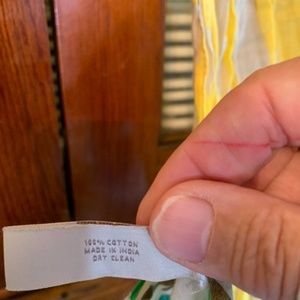 100% COTTON
MADE IN INDIA
DRY CLEAN